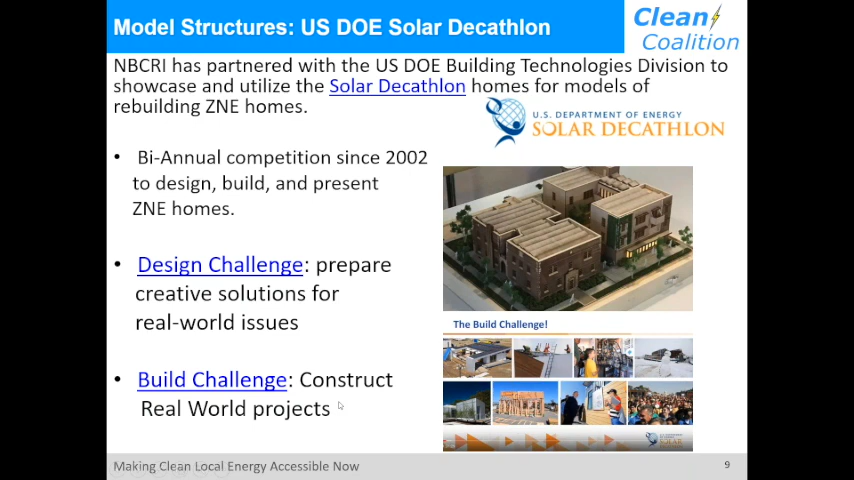 Model Structures: US DOE Solar Decathlon
Clean
Coalition
NBCRI has partnered with the US DOE Building Technologies Division to
showcase and utilize the Solar Decathlon homes for models of
rebuilding ZNE homes.
U.S. DEPARTMENT OF ENERGY
SOLAR DECATHLON
• Bi-Annual competition since 2002
to design, build, and present
ZNE homes.
• Design Challenge: prepare
creative solutions for
real-world issues
The Build Challenge!
• Build Challenge: Construct
Real World projects
Making Clean Local Energy Accessible Now
9